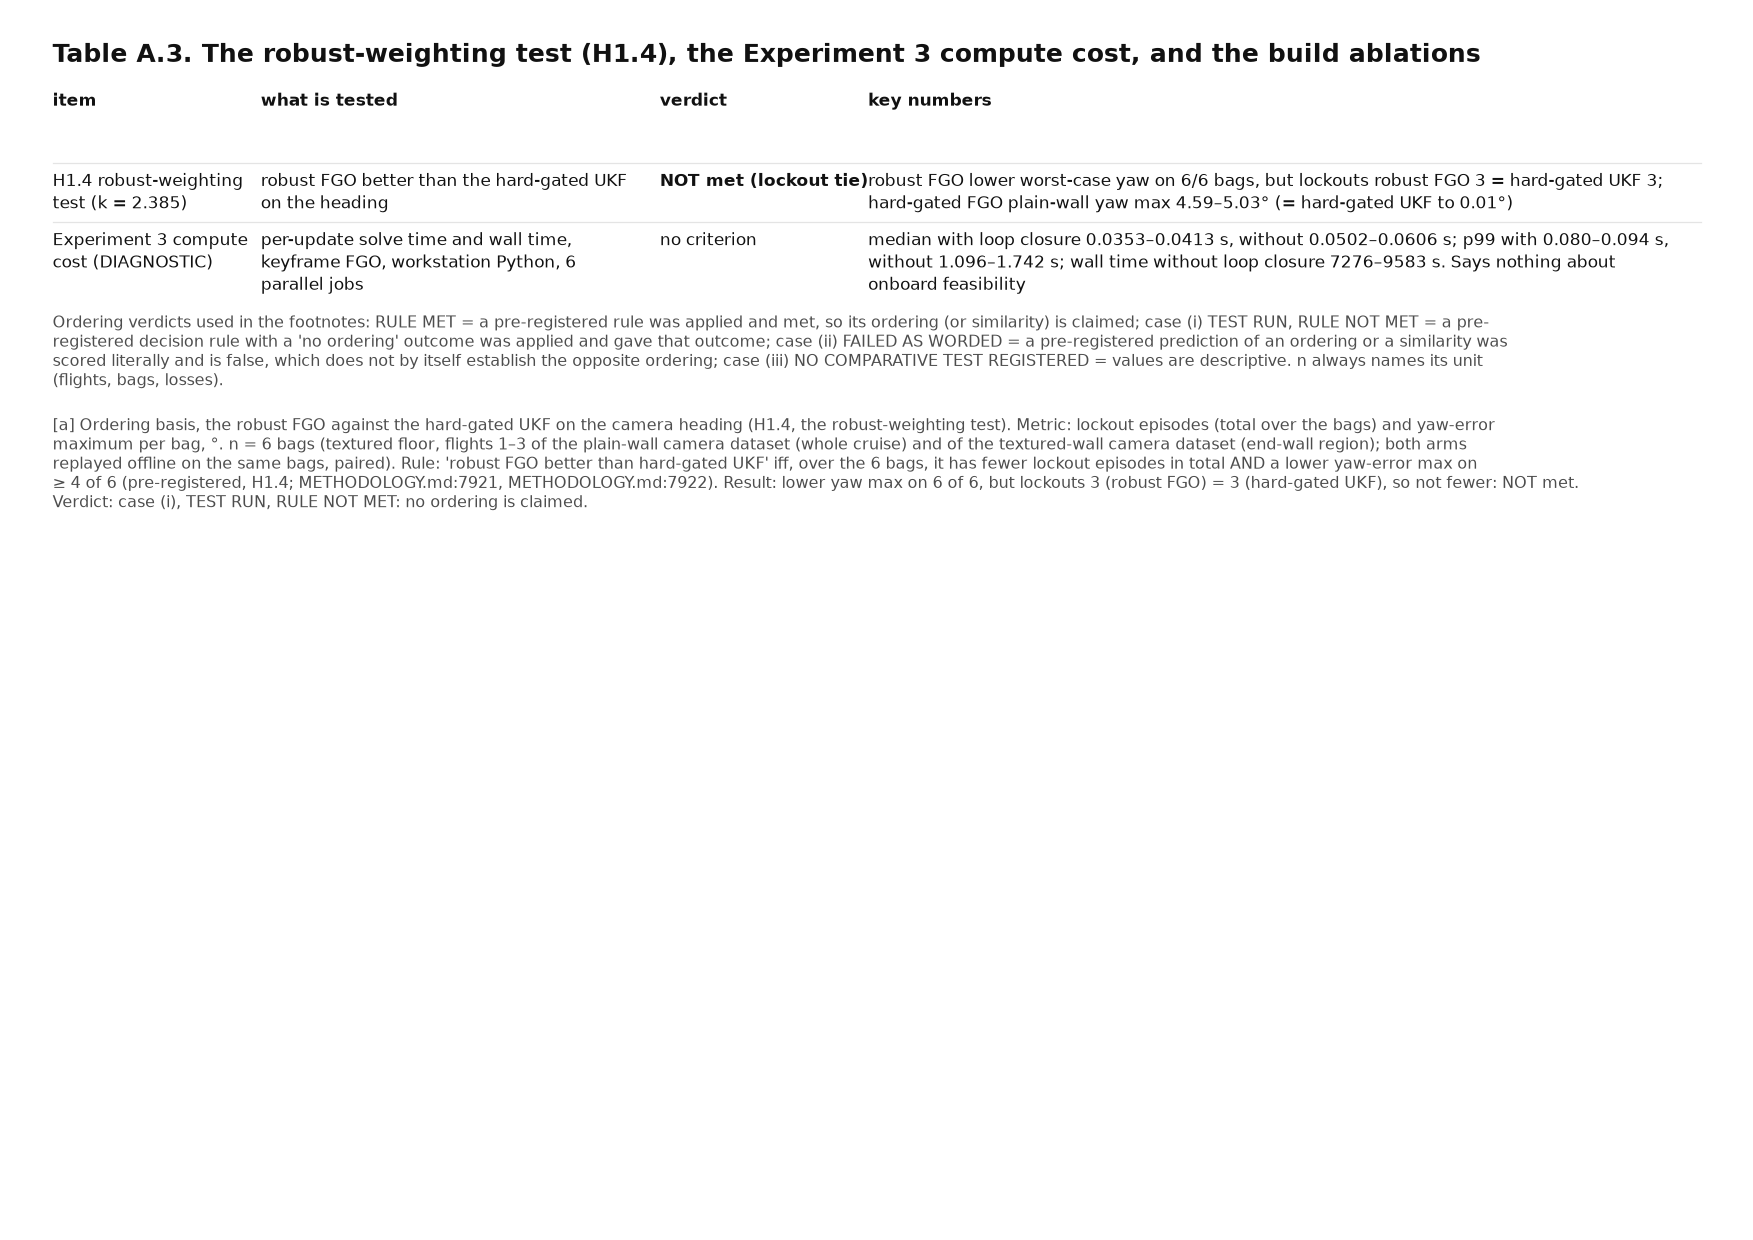 Table A.3. The robust-weighting test (H1.4), the Experiment 3 compute cost, and the build ablations
item what is tested verdict key numbers
H1.4 robust-weighting test (k = 2.385) robust FGO better than the hard-gated UKF on the heading NOT met (lockout tie) robust FGO lower worst-case yaw on 6/6 bags, but lockouts robust FGO 3 = hard-gated UKF 3; hard-gated FGO plain-wall yaw max 4.59–5.03° (= hard-gated UKF to 0.01°)
Experiment 3 compute cost (DIAGNOSTIC) per-update solve time and wall time, keyframe FGO, workstation Python, 6 parallel jobs no criterion median with loop closure 0.0353–0.0413 s, without 0.0502–0.0606 s; p99 with 0.080–0.094 s, without 1.096–1.742 s; wall time without loop closure 7276–9583 s. Says nothing about onboard feasibility
Ordering verdicts used in the footnotes: RULE MET = a pre-registered rule was applied and met, so its ordering (or similarity) is claimed; case (i) TEST RUN, RULE NOT MET = a pre-
registered decision rule with a 'no ordering' outcome was applied and gave that outcome; case (ii) FAILED AS WORDED = a pre-registered prediction of an ordering or a similarity was
scored literally and is false, which does not by itself establish the opposite ordering; case (iii) NO COMPARATIVE TEST REGISTERED = values are descriptive. n always names its unit
(flights, bags, losses).
[a] Ordering basis, the robust FGO against the hard-gated UKF on the camera heading (H1.4, the robust-weighting test). Metric: lockout episodes (total over the bags) and yaw-error
maximum per bag, °. n = 6 bags (textured floor, flights 1–3 of the plain-wall camera dataset (whole cruise) and of the textured-wall camera dataset (end-wall region); both arms
replayed offline on the same bags, paired). Rule: 'robust FGO better than hard-gated UKF' iff, over the 6 bags, it has fewer lockout episodes in total AND a lower yaw-error max on
≥ 4 of 6 (pre-registered, H1.4; METHODOLOGY.md:7921, METHODOLOGY.md:7922). Result: lower yaw max on 6 of 6, but lockouts 3 (robust FGO) = 3 (hard-gated UKF), so not fewer: NOT met.
Verdict: case (i), TEST RUN, RULE NOT MET: no ordering is claimed.